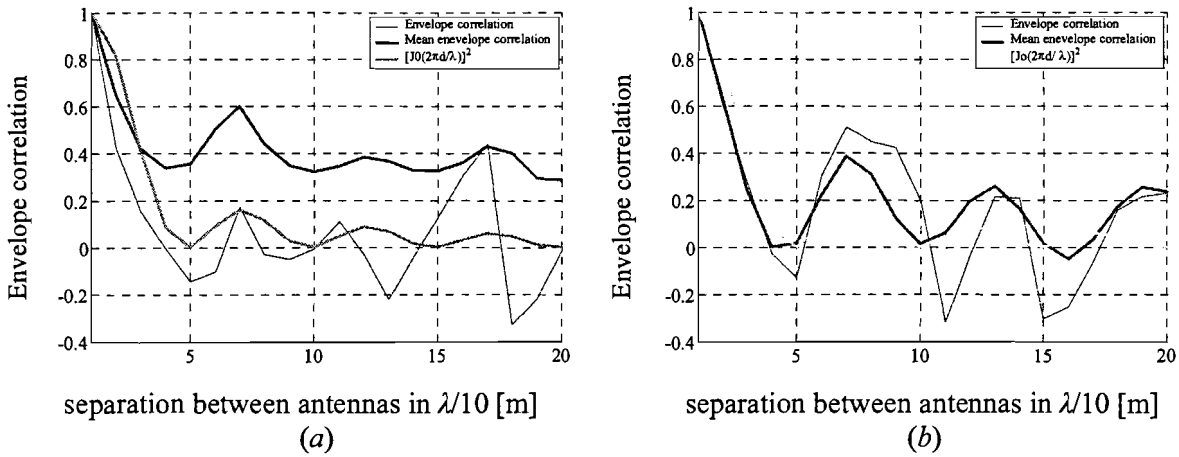 Envelope correlation
1
0.8
0.6
0.4
0.2
0
-0.2
-0.4
5
10
15
20
Envelope correlation
Mean enevelope correlation
[J0(2πd/λ)]²
separation between antennas in λ/10 [m]
(a)
Envelope correlation
1
0.8
0.6
0.4
0.2
0
-0.2
-0.4
5
10
15
20
Envelope correlation
Mean enevelope correlation
[Jo(2πd/ λ)]²
separation between antennas in λ/10 [m]
(b)